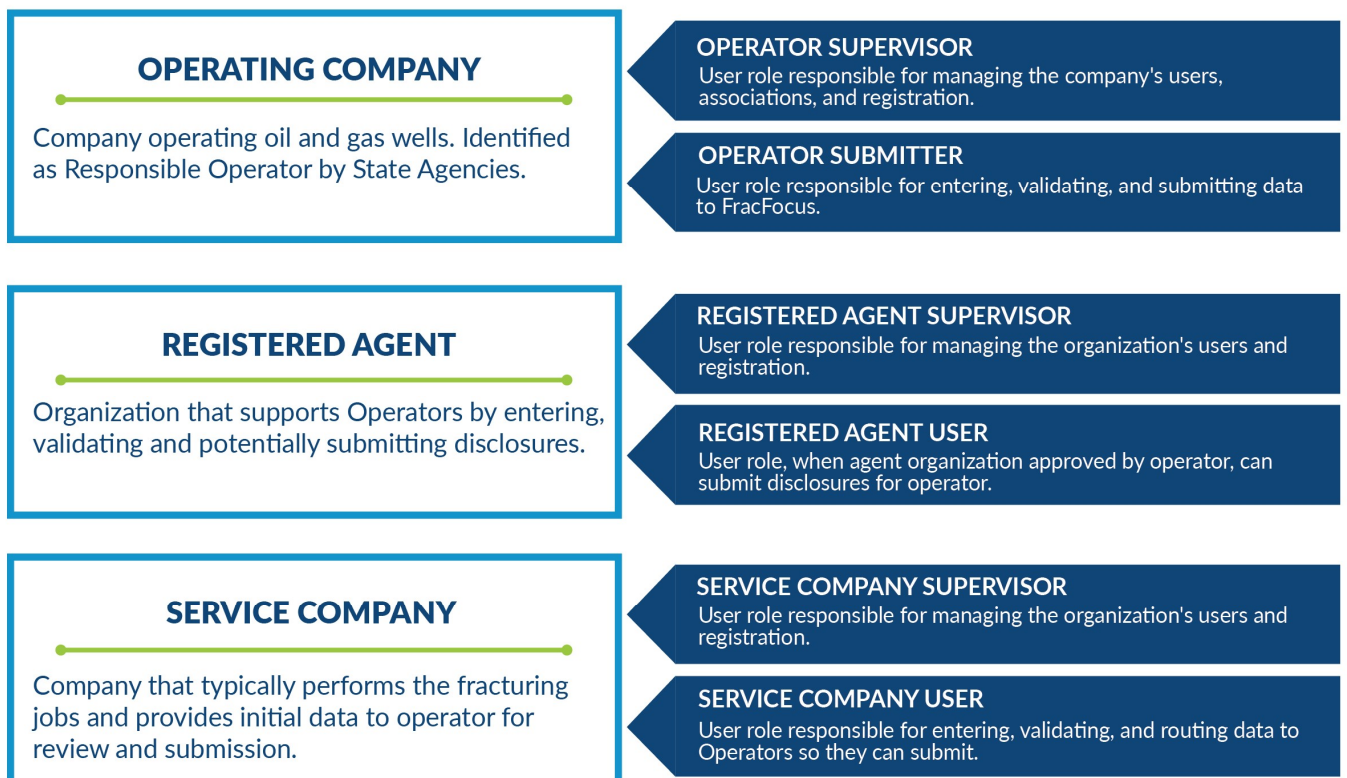 OPERATING COMPANY
Company operating oil and gas wells. Identified
as Responsible Operator by State Agencies.
OPERATOR SUPERVISOR
User role responsible for managing the company's users,
associations, and registration.
OPERATOR SUBMITTER
User role responsible for entering, validating, and submitting data
to FracFocus.
REGISTERED AGENT
Organization that supports Operators by entering,
validating and potentially submitting disclosures.
REGISTERED AGENT SUPERVISOR
User role responsible for managing the organization's users and
registration.
REGISTERED AGENT USER
User role, when agent organization approved by operator, can
submit disclosures for operator.
SERVICE COMPANY
Company that typically performs the fracturing
jobs and provides initial data to operator for
review and submission.
SERVICE COMPANY SUPERVISOR
User role responsible for managing the organization's users and
registration.
SERVICE COMPANY USER
User role responsible for entering, validating, and routing data to
Operators so they can submit.